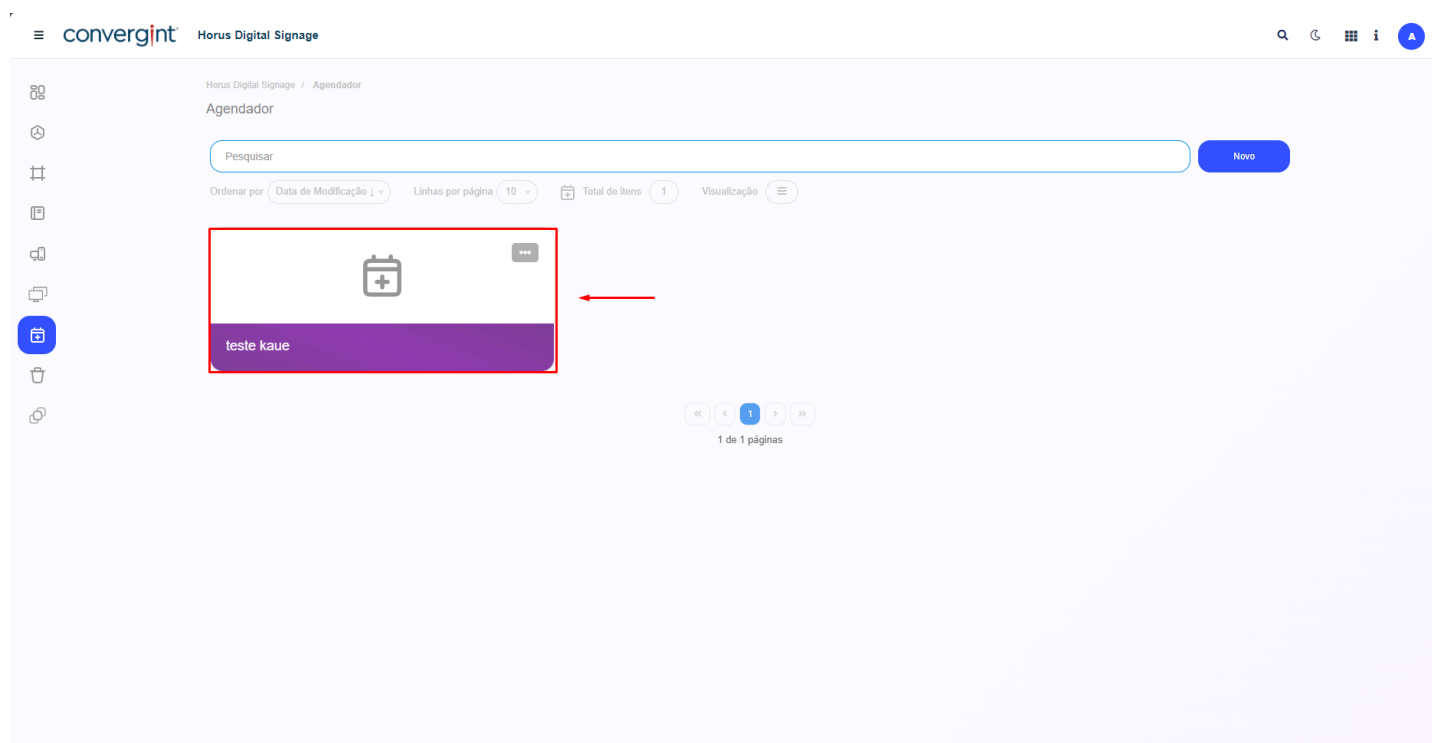 convergint Horus Digital Signage i A
Horus Digital Signage / Agendador
Agendador
Pesquisar Novo
Ordenar por Data de Modificação ↓ Linhas por página 10 Total de itens 1 Visualização
teste kaue
« ‹ 1 › »
1 de 1 páginas